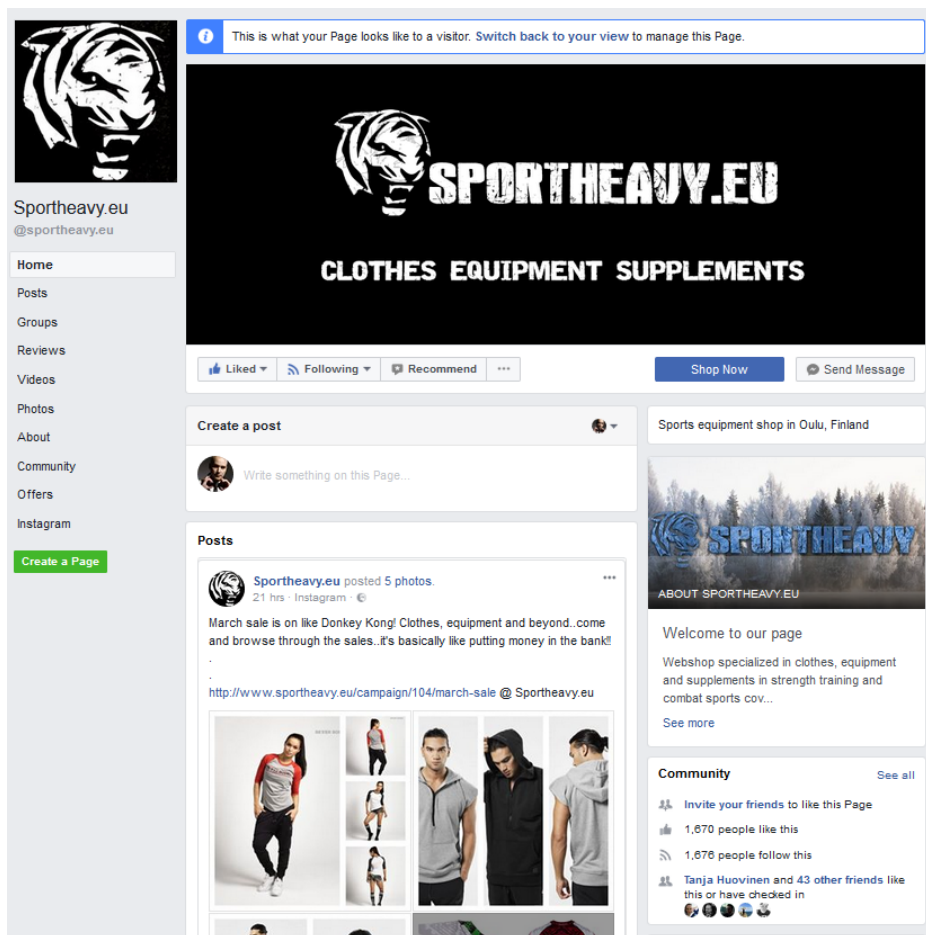 This is what your Page looks like to a visitor. Switch back to your view to manage this Page.
SPORTHEAVY.EU
CLOTHES EQUIPMENT SUPPLEMENTS
Sportheavy.eu
@sportheavy.eu
Home
Posts
Groups
Reviews
Videos
Photos
About
Community
Offers
Instagram
Create a Page
Liked
Following
Recommend
Shop Now
Send Message
Create a post
Write something on this Page...
Posts
Sportheavy.eu posted 5 photos.
21 hrs · Instagram ·
March sale is on like Donkey Kong! Clothes, equipment and beyond..come
and browse through the sales..it's basically like putting money in the bank!!
.
.
http://www.sportheavy.eu/campaign/104/march-sale @ Sportheavy.eu
Sports equipment shop in Oulu, Finland
SPORTHEAVY
ABOUT SPORTHEAVY.EU
Welcome to our page
Webshop specialized in clothes, equipment
and supplements in strength training and
combat sports cov...
See more
Community
See all
Invite your friends to like this Page
1,670 people like this
1,676 people follow this
Tanja Huovinen and 43 other friends like
this or have checked in